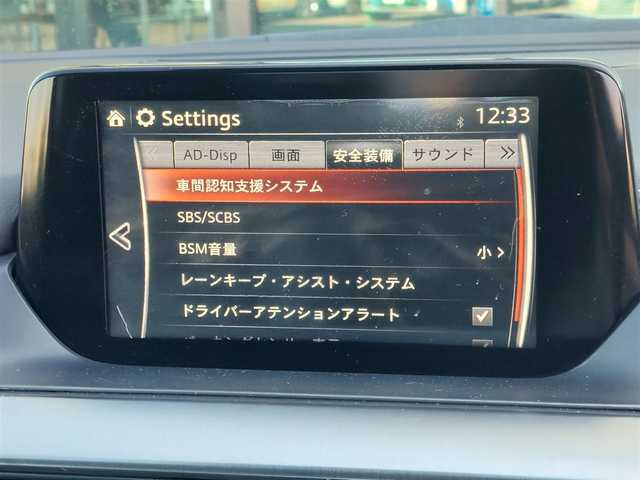 Settings 12:33
AD-Disp 画面 安全装備 サウンド
車間認知支援システム
SBS/SCBS
BSM音量 小
レーンキープ・アシスト・システム
ドライバーアテンションアラート